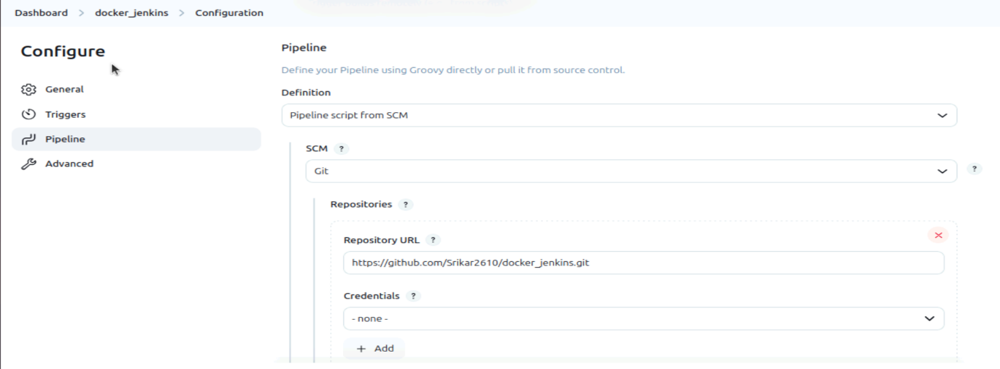 Dashboard > docker_jenkins > Configuration
Configure
General
Triggers
Pipeline
Advanced
Pipeline
Define your Pipeline using Groovy directly or pull it from source control.
Definition
Pipeline script from SCM
SCM ?
Git
?
Repositories ?
Repository URL ?
https://github.com/Srikar2610/docker_jenkins.git
Credentials ?
- none -
+ Add